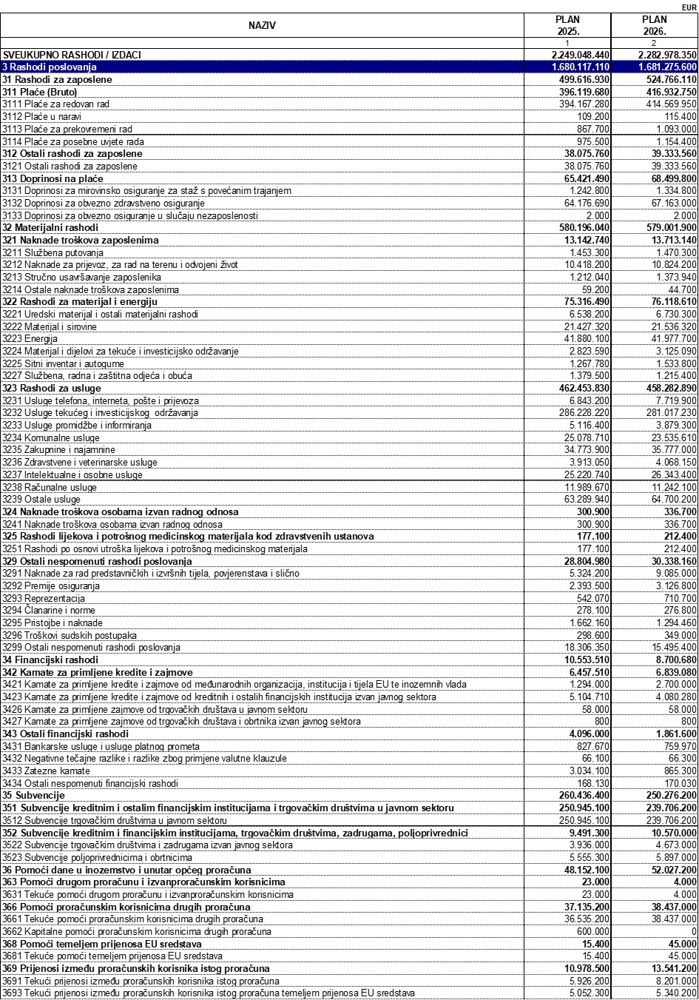 EUR
NAZIV PLAN 2025. PLAN 2026.
1 2
SVEUKUPNO RASHODI / IZDACI 2.249.048.440 2.282.978.350
3 Rashodi poslovanja 1.680.117.110 1.681.275.600
31 Rashodi za zaposlene 499.616.930 524.766.110
311 Plaće (Bruto) 396.119.680 416.932.750
3111 Plaće za redovan rad 394.167.280 414.569.950
3112 Plaće u naravi 109.200 115.400
3113 Plaće za prekovremeni rad 867.700 1.093.000
3114 Plaće za posebne uvjete rada 975.500 1.154.400
312 Ostali rashodi za zaposlene 38.075.760 39.333.560
3121 Ostali rashodi za zaposlene 38.075.760 39.333.560
313 Doprinosi na plaće 65.421.490 68.499.800
3131 Doprinosi za mirovinsko osiguranje za staž s povećanim trajanjem 1.242.800 1.334.800
3132 Doprinosi za obvezno zdravstveno osiguranje 64.176.690 67.163.000
3133 Doprinosi za obvezno osiguranje u slučaju nezaposlenosti 2.000 2.000
32 Materijalni rashodi 580.196.040 579.001.900
321 Naknade troškova zaposlenima 13.142.740 13.713.140
3211 Službena putovanja 1.453.300 1.470.300
3212 Naknade za prijevoz, za rad na terenu i odvojeni život 10.418.200 10.824.200
3213 Stručno usavršavanje zaposlenika 1.212.040 1.373.940
3214 Ostale naknade troškova zaposlenima 59.200 44.700
322 Rashodi za materijal i energiju 75.316.490 76.118.610
3221 Uredski materijal i ostali materijalni rashodi 6.538.200 6.730.300
3222 Materijal i sirovine 21.427.320 21.536.320
3223 Energija 41.880.100 41.977.700
3224 Materijal i dijelovi za tekuće i investicijsko održavanje 2.823.590 3.125.090
3225 Sitni inventar i autogume 1.267.780 1.533.800
3227 Službena, radna i zaštitna odjeća i obuća 1.379.500 1.215.400
323 Rashodi za usluge 462.453.830 458.282.890
3231 Usluge telefona, interneta, pošte i prijevoza 6.843.200 7.719.900
3232 Usluge tekućeg i investicijskog održavanja 286.228.220 281.017.230
3233 Usluge promidžbe i informiranja 5.116.400 3.879.300
3234 Komunalne usluge 25.078.710 23.535.610
3235 Zakupnine i najamnine 34.773.900 35.777.000
3236 Zdravstvene i veterinarske usluge 3.913.050 4.068.150
3237 Intelektualne i osobne usluge 25.220.740 26.343.400
3238 Računalne usluge 11.989.670 11.242.100
3239 Ostale usluge 63.289.940 64.700.200
324 Naknade troškova osobama izvan radnog odnosa 300.900 336.700
3241 Naknade troškova osobama izvan radnog odnosa 300.900 336.700
325 Rashodi lijekova i potrošnog medicinskog materijala kod zdravstvenih ustanova 177.100 212.400
3251 Rashodi po osnovi utroška lijekova i potrošnog medicinskog materijala 177.100 212.400
329 Ostali nespomenuti rashodi poslovanja 28.804.980 30.338.160
3291 Naknade za rad predstavničkih i izvršnih tijela, povjerenstava i slično 5.324.200 9.085.000
3292 Premije osiguranja 2.393.500 3.126.800
3293 Reprezentacija 542.070 710.700
3294 Članarine i norme 278.100 276.800
3295 Pristojbe i naknade 1.662.160 1.294.460
3296 Troškovi sudskih postupaka 298.600 349.000
3299 Ostali nespomenuti rashodi poslovanja 18.306.350 15.495.400
34 Financijski rashodi 10.553.510 8.700.680
342 Kamate za primljene kredite i zajmove 6.457.510 6.839.080
3421 Kamate za primljene kredite i zajmove od međunarodnih organizacija, institucija i tijela EU te inozemnih vlada 1.294.000 2.700.000
3423 Kamate za primljene kredite i zajmove od kreditnih i ostalih financijskih institucija izvan javnog sektora 5.104.710 4.080.280
3426 Kamate za primljene zajmove od trgovačkih društava u javnom sektoru 58.000 58.000
3427 Kamate za primljene zajmove od trgovačkih društava i obrtnika izvan javnog sektora 800 800
343 Ostali financijski rashodi 4.096.000 1.861.600
3431 Bankarske usluge i usluge platnog prometa 827.670 759.970
3432 Negativne tečajne razlike i razlike zbog primjene valutne klauzule 66.100 66.300
3433 Zatezne kamate 3.034.100 865.300
3434 Ostali nespomenuti financijski rashodi 168.130 170.030
35 Subvencije 260.436.400 250.276.200
351 Subvencije kreditnim i ostalim financijskim institucijama i trgovačkim društvima u javnom sektoru 250.945.100 239.706.200
3512 Subvencije trgovačkim društvima u javnom sektoru 250.945.100 239.706.200
352 Subvencije kreditnim i financijskim institucijama, trgovačkim društvima, zadrugama, poljoprivrednici 9.491.300 10.570.000
3522 Subvencije trgovačkim društvima i zadrugama izvan javnog sektora 3.936.000 4.673.000
3523 Subvencije poljoprivrednicima i obrtnicima 5.555.300 5.897.000
36 Pomoći dane u inozemstvo i unutar općeg proračuna 48.152.100 52.027.200
363 Pomoći drugom proračunu i izvanproračunskim korisnicima 23.000 4.000
3631 Tekuće pomoći drugom proračunu i izvanproračunskim korisnicima 23.000 4.000
366 Pomoći proračunskim korisnicima drugih proračuna 37.135.200 38.437.000
3661 Tekuće pomoći proračunskim korisnicima drugih proračuna 36.535.200 38.437.000
3662 Kapitalne pomoći proračunskim korisnicima drugih proračuna 600.000 0
368 Pomoći temeljem prijenosa EU sredstava 15.400 45.000
3681 Tekuće pomoći temeljem prijenosa EU sredstava 15.400 45.000
369 Prijenosi između proračunskih korisnika istog proračuna 10.978.500 13.541.200
3691 Tekući prijenosi između proračunskih korisnika istog proračuna 5.926.200 8.201.000
3693 Tekući prijenosi između proračunskih korisnika istog proračuna temeljem prijenosa EU sredstava 5.052.300 5.340.200